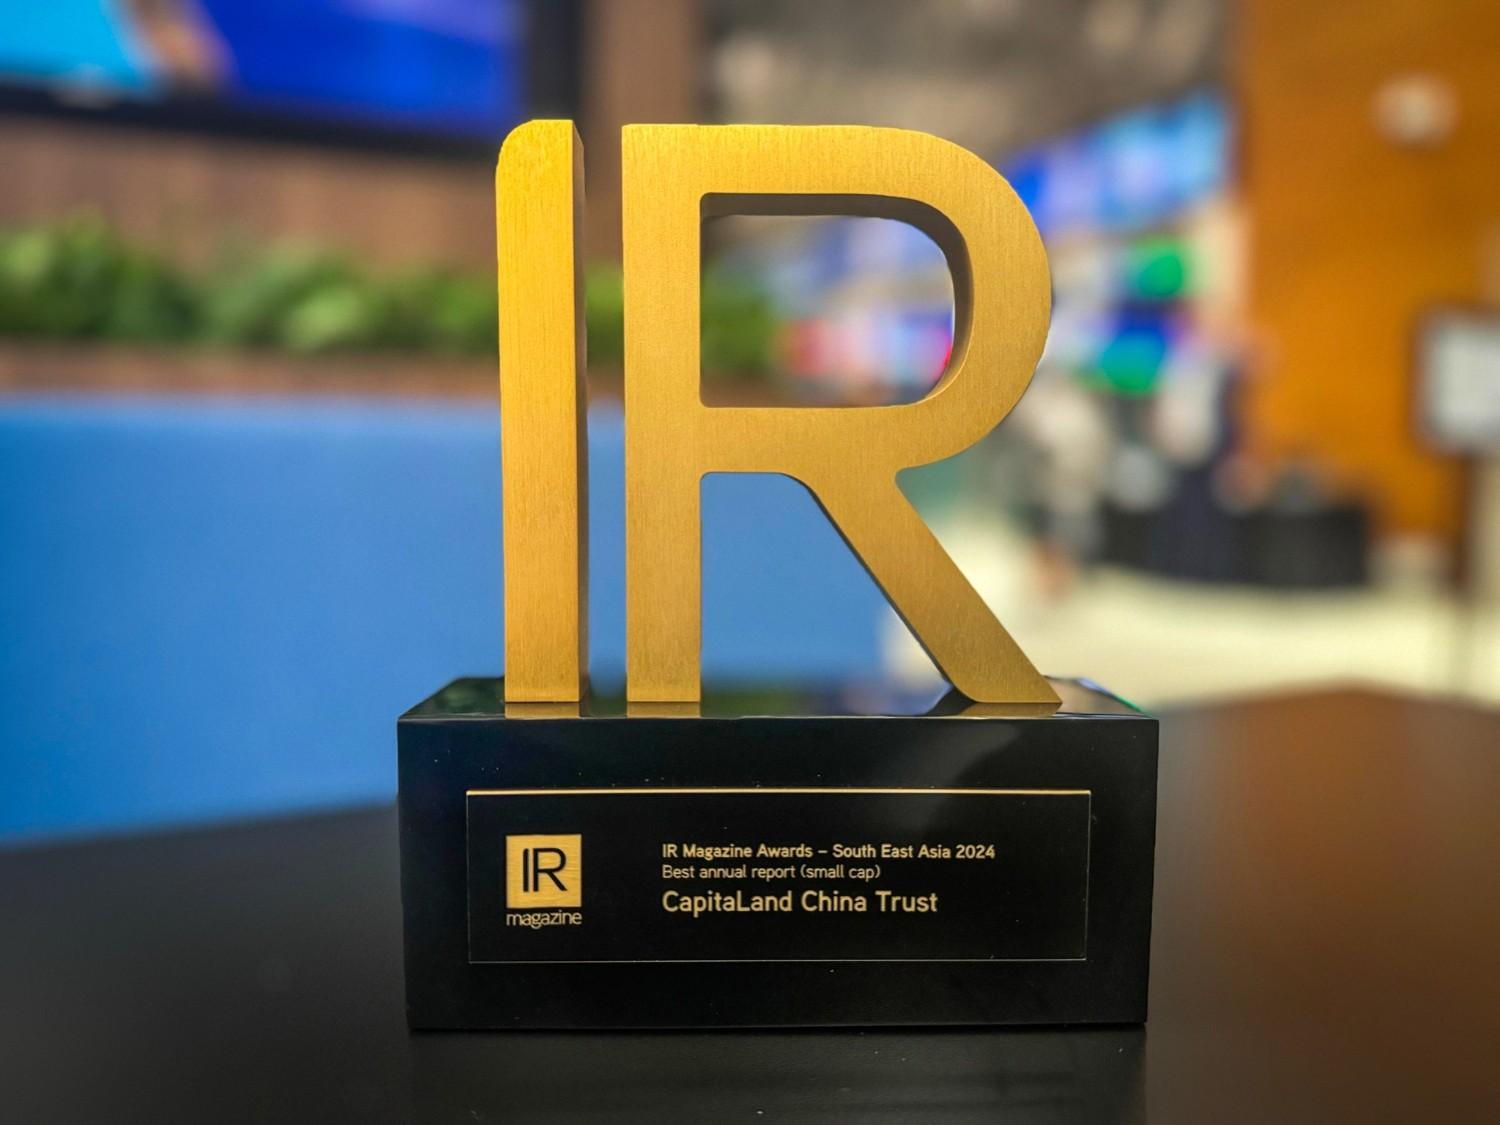 IR
IR
magazine
IR Magazine Awards – South East Asia 2024
Best annual report (small cap)
CapitaLand China Trust